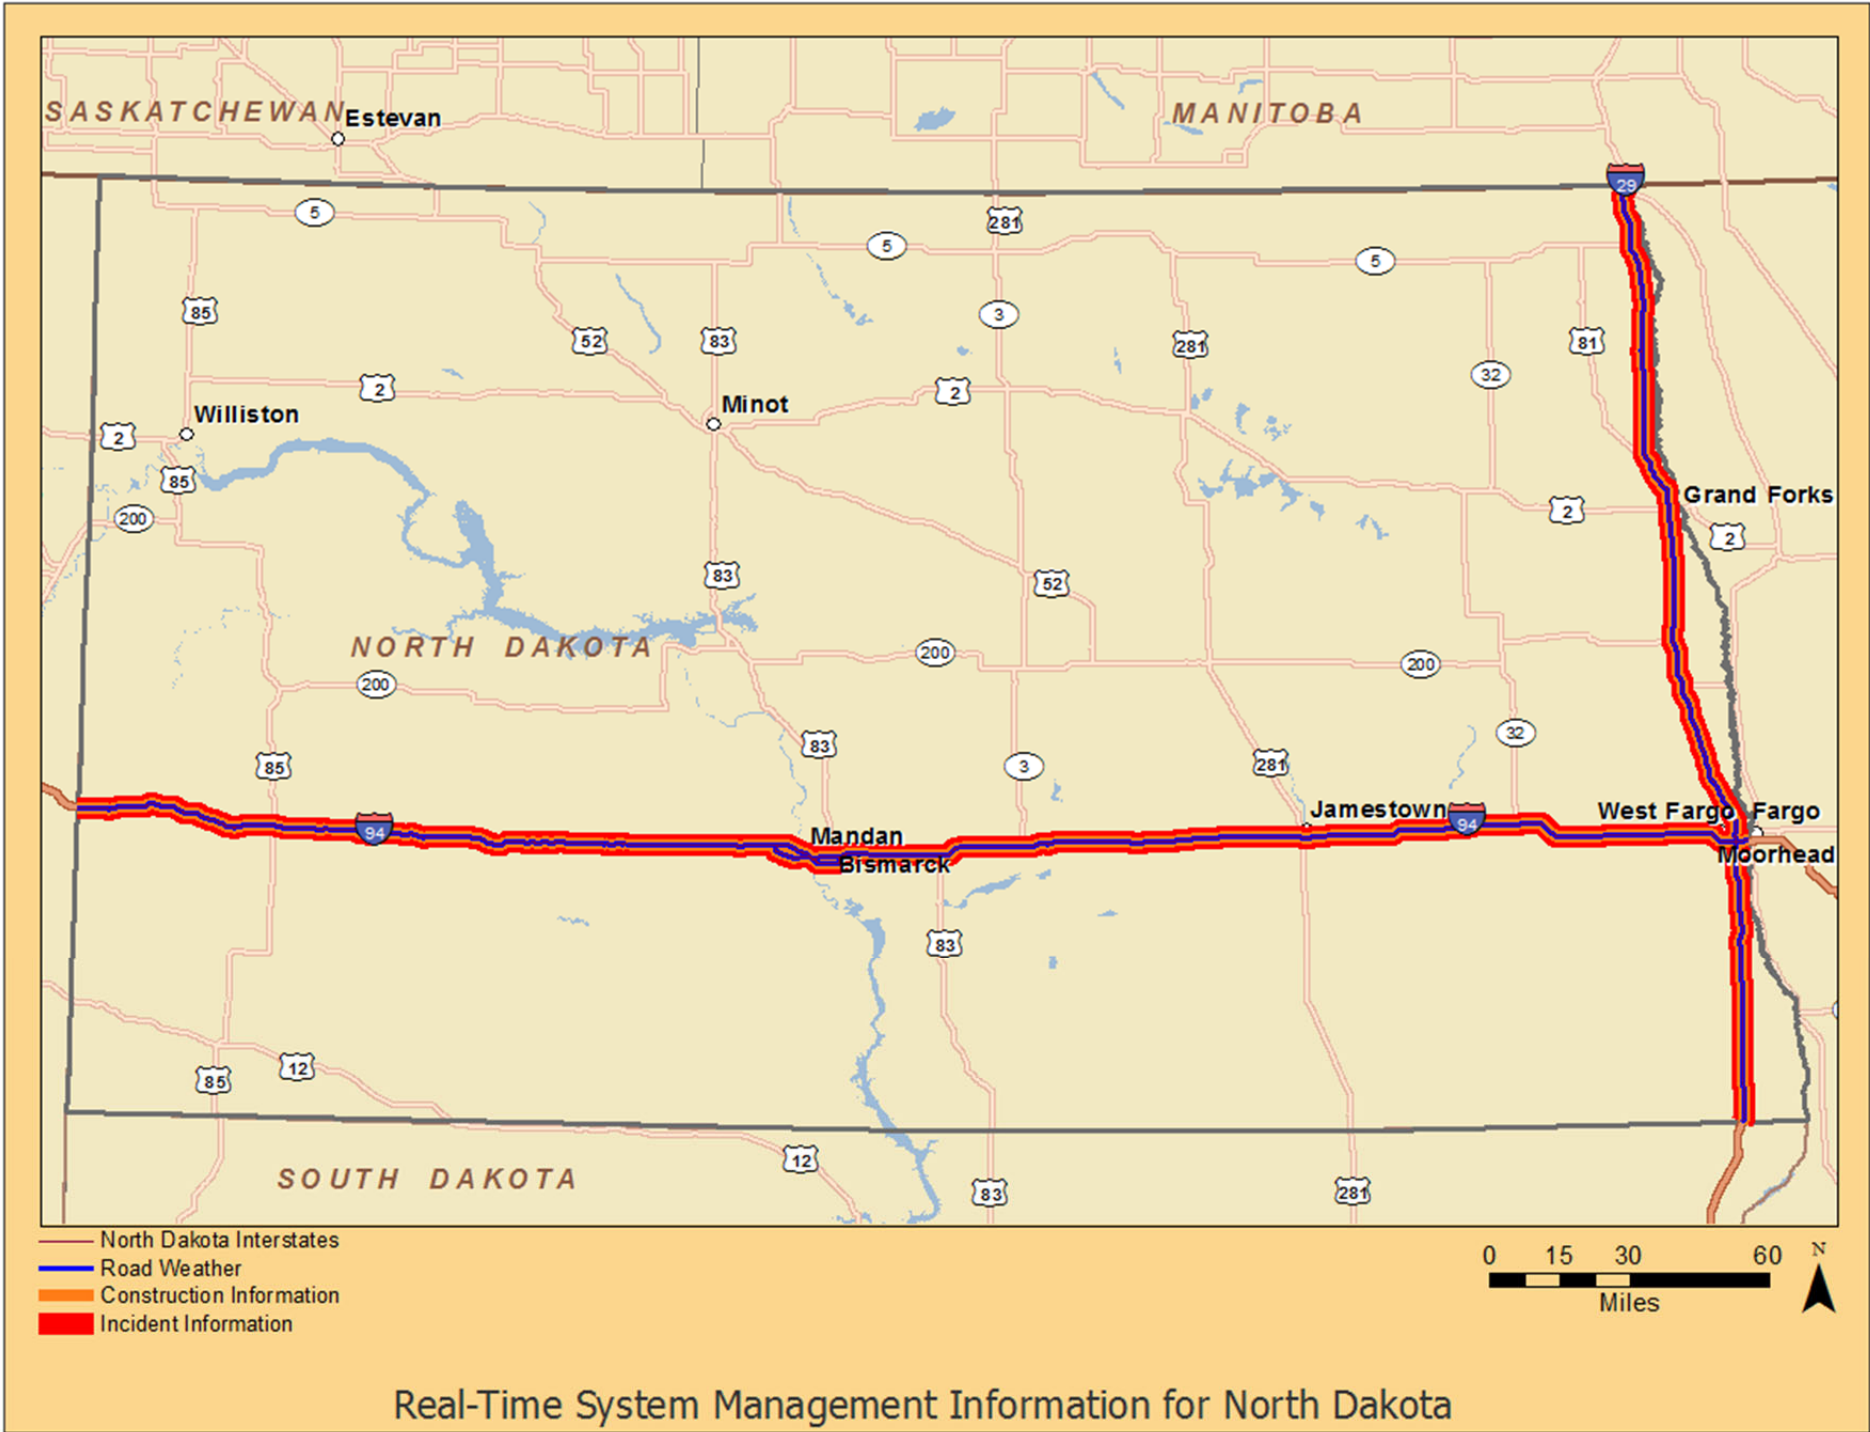 SASKATCHEWAN
Estevan
MANITOBA
29
5
281
5
5
85
3
52
83
281
81
32
2
2
Williston
Minot
2
85
Grand Forks
200
2
2
83
52
NORTH DAKOTA
200
200
200
32
83
85
3
281
Jamestown
West Fargo
Fargo
94
94
Mandan
Bismarck
Moorhead
83
12
85
12
SOUTH DAKOTA
83
281
North Dakota Interstates
Road Weather
Construction Information
Incident Information
0 15 30 60
Miles
N
Real-Time System Management Information for North Dakota